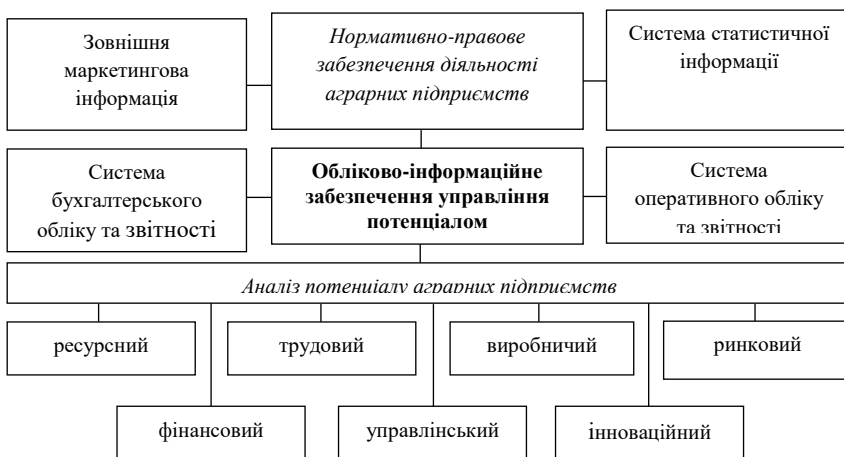 Зовнішня
маркетингова
інформація
Нормативно-правове
забезпечення діяльності
аграрних підприємств
Система статистичної
інформації
Система
бухгалтерського
обліку та звітності
Обліково-інформаційне
забезпечення управління
потенціалом
Система
оперативного обліку
та звітності
Аналіз потенціалу аграрних підприємств
ресурсний
трудовий
виробничий
ринковий
фінансовий
управлінський
інноваційний